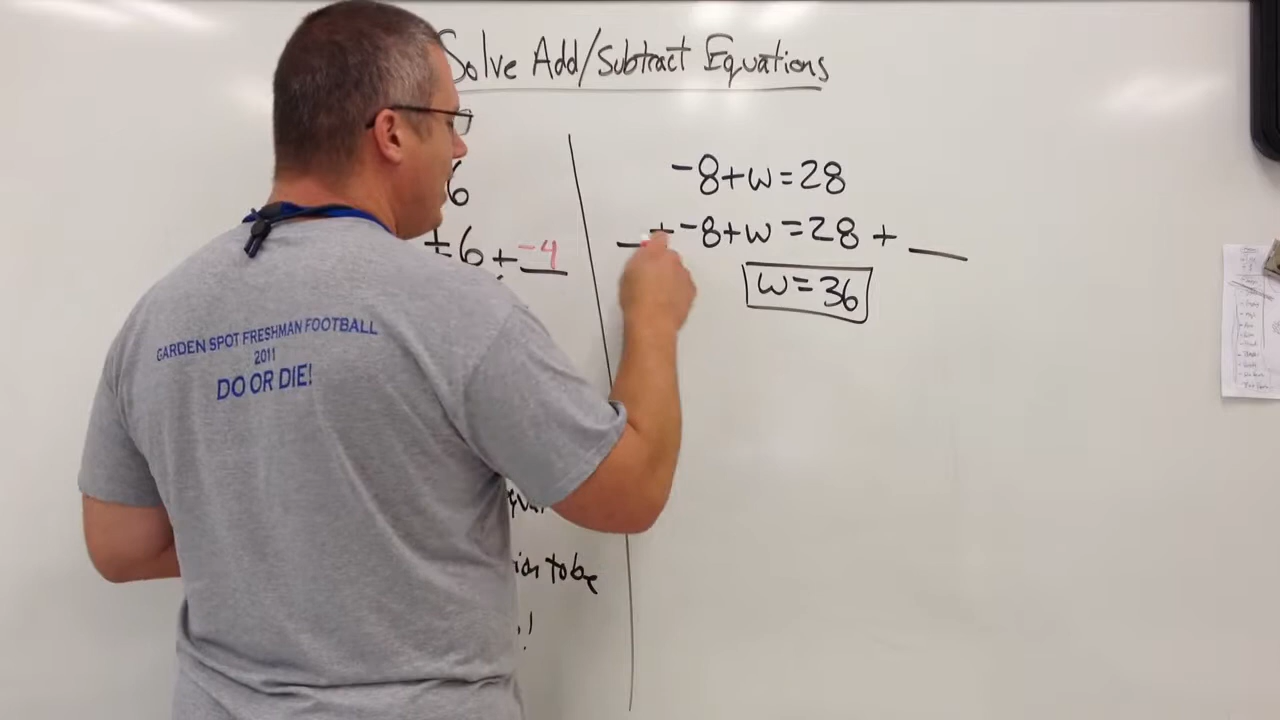 Solve Add/Subtract Equations
6
+6 + -4
to be
!
-8+w=28
__ + -8+w=28 + __
w=36
GARDEN SPOT FRESHMAN FOOTBALL
2011
DO OR DIE!